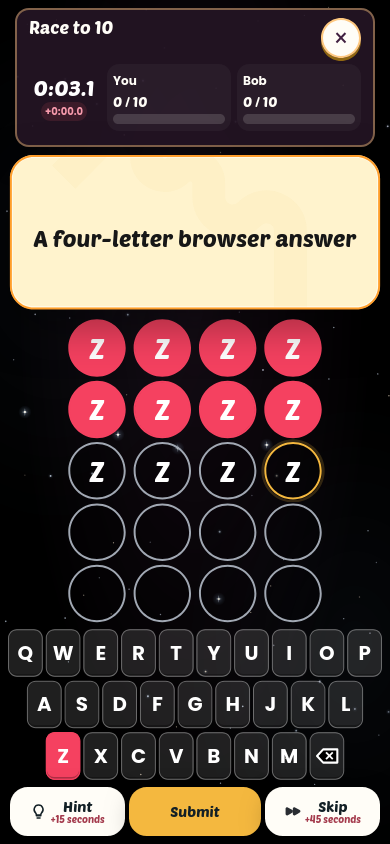 Race to 10
×
0:03.1
+0:00.0
You
0 / 10
Bob
0 / 10
A four-letter browser answer
Z Z Z Z
Z Z Z Z
Z Z Z Z
Q W E R T Y U I O P
A S D F G H J K L
Z X C V B N M
Hint
+15 seconds
Submit
Skip
+45 seconds